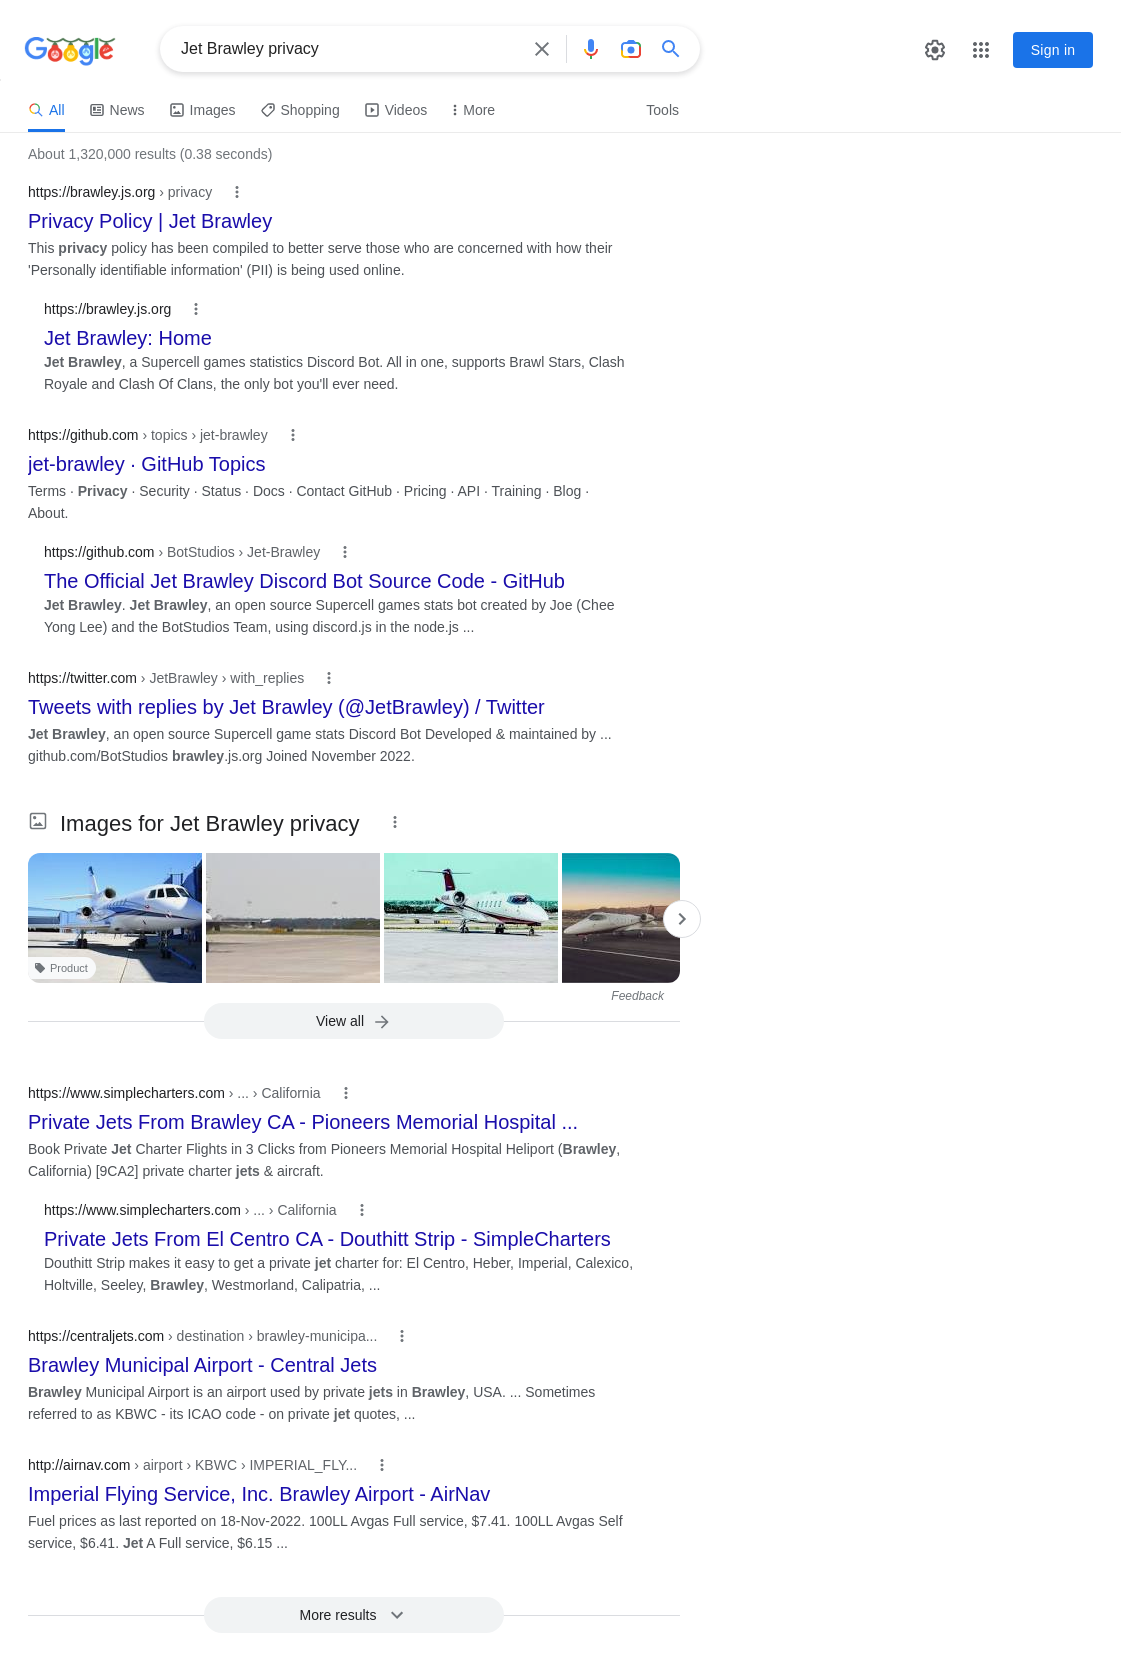 Google
Jet Brawley privacy
Sign in
All
News
Images
Shopping
Videos
More
Tools
About 1,320,000 results (0.38 seconds)
https://brawley.js.org › privacy
Privacy Policy | Jet Brawley
This privacy policy has been compiled to better serve those who are concerned with how their
'Personally identifiable information' (PII) is being used online.
https://brawley.js.org
Jet Brawley: Home
Jet Brawley, a Supercell games statistics Discord Bot. All in one, supports Brawl Stars, Clash
Royale and Clash Of Clans, the only bot you'll ever need.
https://github.com › topics › jet-brawley
jet-brawley · GitHub Topics
Terms · Privacy · Security · Status · Docs · Contact GitHub · Pricing · API · Training · Blog ·
About.
https://github.com › BotStudios › Jet-Brawley
The Official Jet Brawley Discord Bot Source Code - GitHub
Jet Brawley. Jet Brawley, an open source Supercell games stats bot created by Joe (Chee
Yong Lee) and the BotStudios Team, using discord.js in the node.js ...
https://twitter.com › JetBrawley › with_replies
Tweets with replies by Jet Brawley (@JetBrawley) / Twitter
Jet Brawley, an open source Supercell game stats Discord Bot Developed & maintained by ...
github.com/BotStudios brawley.js.org Joined November 2022.
Images for Jet Brawley privacy
Product
Feedback
View all
https://www.simplecharters.com › ... › California
Private Jets From Brawley CA - Pioneers Memorial Hospital ...
Book Private Jet Charter Flights in 3 Clicks from Pioneers Memorial Hospital Heliport (Brawley,
California) [9CA2] private charter jets & aircraft.
https://www.simplecharters.com › ... › California
Private Jets From El Centro CA - Douthitt Strip - SimpleCharters
Douthitt Strip makes it easy to get a private jet charter for: El Centro, Heber, Imperial, Calexico,
Holtville, Seeley, Brawley, Westmorland, Calipatria, ...
https://centraljets.com › destination › brawley-municipa...
Brawley Municipal Airport - Central Jets
Brawley Municipal Airport is an airport used by private jets in Brawley, USA. ... Sometimes
referred to as KBWC - its ICAO code - on private jet quotes, ...
http://airnav.com › airport › KBWC › IMPERIAL_FLY...
Imperial Flying Service, Inc. Brawley Airport - AirNav
Fuel prices as last reported on 18-Nov-2022. 100LL Avgas Full service, $7.41. 100LL Avgas Self
service, $6.41. Jet A Full service, $6.15 ...
More results